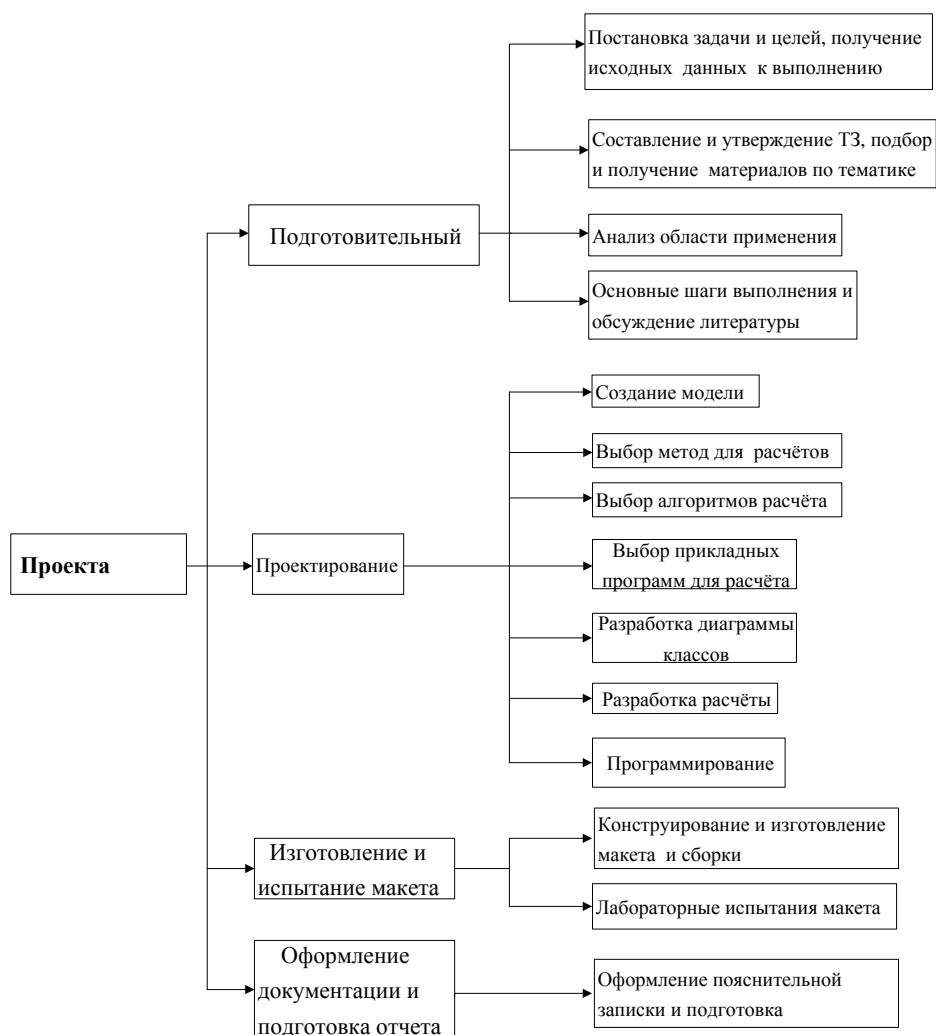 Постановка задачи и целей, получение
исходных данных к выполнению
Составление и утверждение ТЗ, подбор
и получение материалов по тематике
Подготовительный
Анализ области применения
Основные шаги выполнения и
обсуждение литературы
Создание модели
Выбор метод для расчётов
Выбор алгоритмов расчёта
Проекта
Проектирование
Выбор прикладных
программ для расчёта
Разработка диаграммы
классов
Разработка расчёты
Программирование
Изготовление и
испытание макета
Конструирование и изготовление
макета и сборки
Лабораторные испытания макета
Оформление
документации и
подготовка отчета
Оформление пояснительной
записки и подготовка